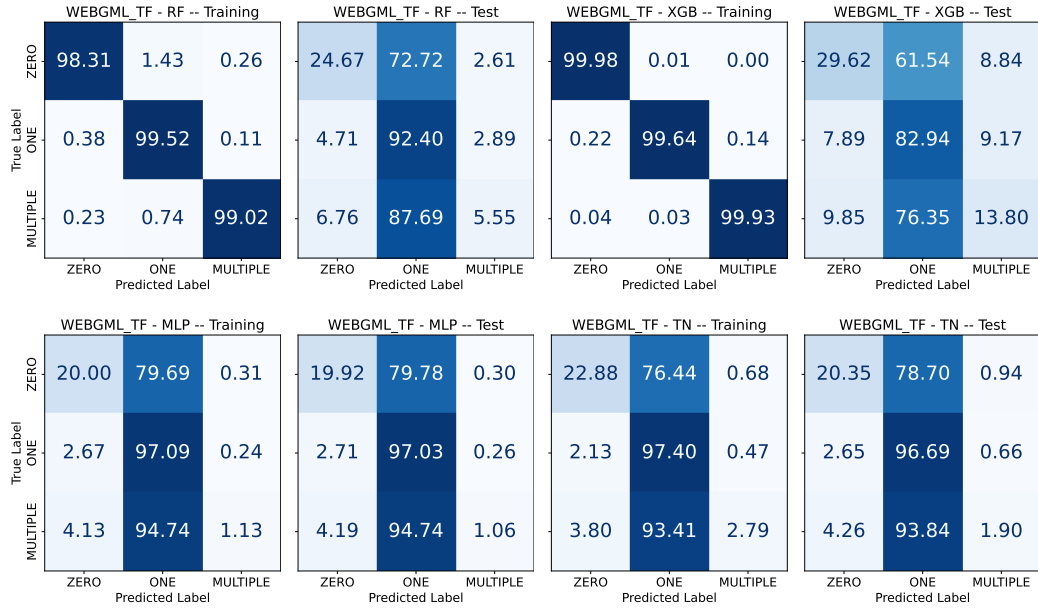 WEBGML_TF - RF -- Training
WEBGML_TF - RF -- Test
WEBGML_TF - XGB -- Training
WEBGML_TF - XGB -- Test
True Label
ZERO
98.31 1.43 0.26
24.67 72.72 2.61
99.98 0.01 0.00
29.62 61.54 8.84
ONE
0.38 99.52 0.11
4.71 92.40 2.89
0.22 99.64 0.14
7.89 82.94 9.17
MULTIPLE
0.23 0.74 99.02
6.76 87.69 5.55
0.04 0.03 99.93
9.85 76.35 13.80
ZERO ONE MULTIPLE
ZERO ONE MULTIPLE
ZERO ONE MULTIPLE
ZERO ONE MULTIPLE
Predicted Label
Predicted Label
Predicted Label
Predicted Label
WEBGML_TF - MLP -- Training
WEBGML_TF - MLP -- Test
WEBGML_TF - TN -- Training
WEBGML_TF - TN -- Test
True Label
ZERO
20.00 79.69 0.31
19.92 79.78 0.30
22.88 76.44 0.68
20.35 78.70 0.94
ONE
2.67 97.09 0.24
2.71 97.03 0.26
2.13 97.40 0.47
2.65 96.69 0.66
MULTIPLE
4.13 94.74 1.13
4.19 94.74 1.06
3.80 93.41 2.79
4.26 93.84 1.90
ZERO ONE MULTIPLE
ZERO ONE MULTIPLE
ZERO ONE MULTIPLE
ZERO ONE MULTIPLE
Predicted Label
Predicted Label
Predicted Label
Predicted Label